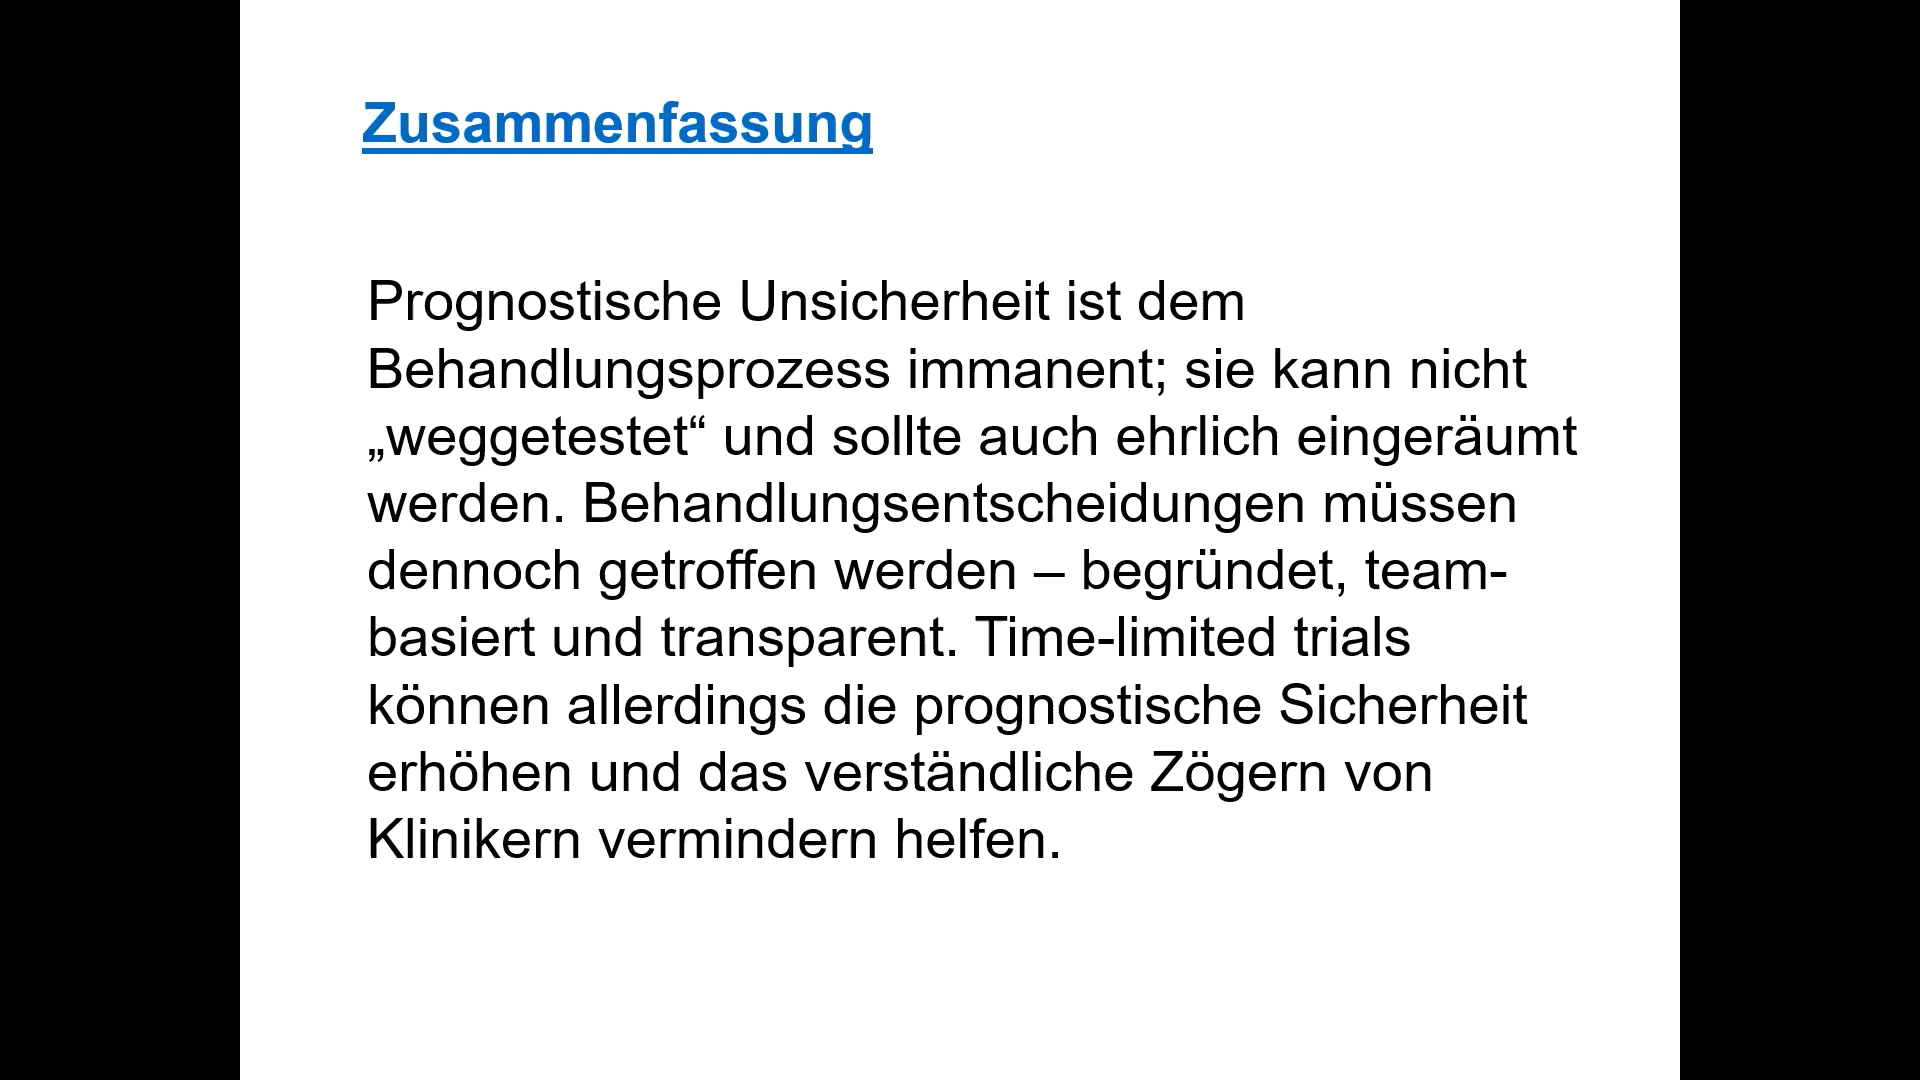 Zusammenfassung
Prognostische Unsicherheit ist dem
Behandlungsprozess immanent; sie kann nicht
„weggetestet“ und sollte auch ehrlich eingeräumt
werden. Behandlungsentscheidungen müssen
dennoch getroffen werden – begründet, team-
basiert und transparent. Time-limited trials
können allerdings die prognostische Sicherheit
erhöhen und das verständliche Zögern von
Klinikern vermindern helfen.